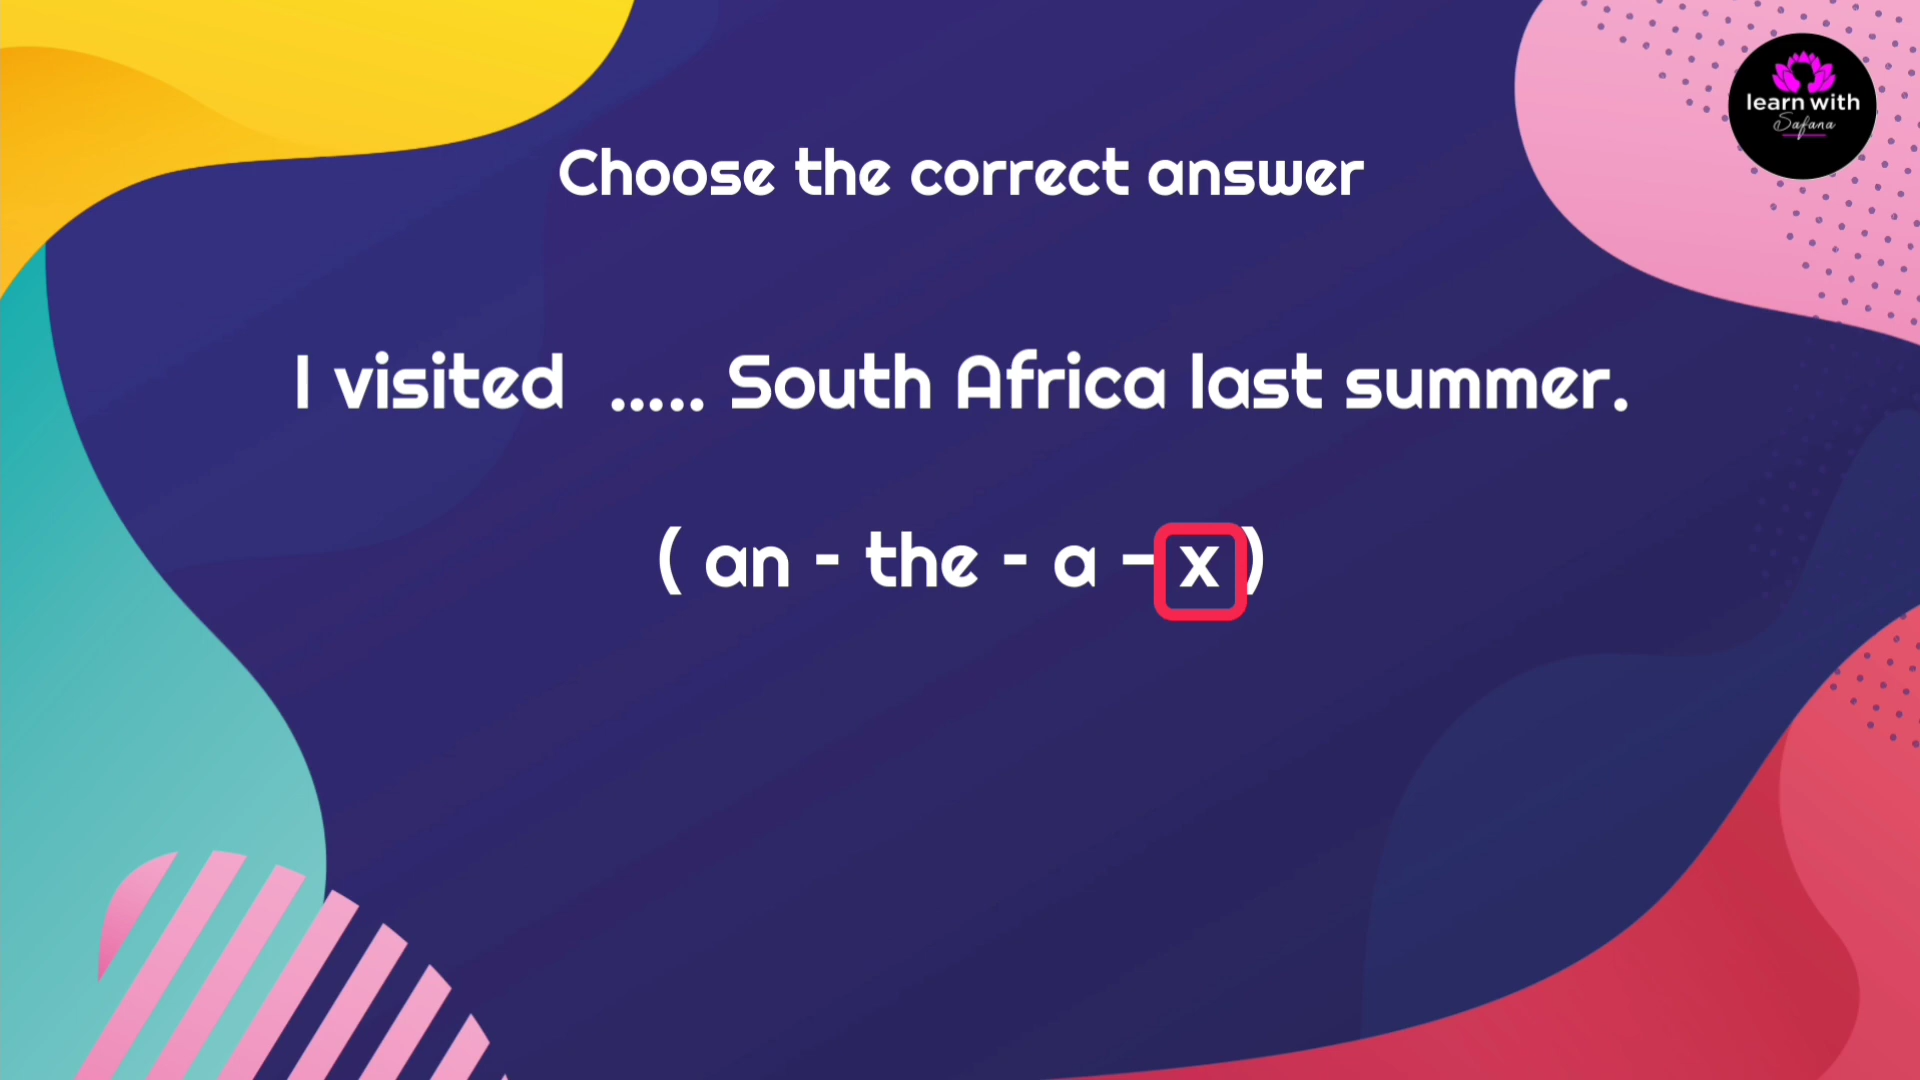 learn with
Safana
Choose the correct answer
I visited ..... South Africa last summer.
( an - the - a - x )